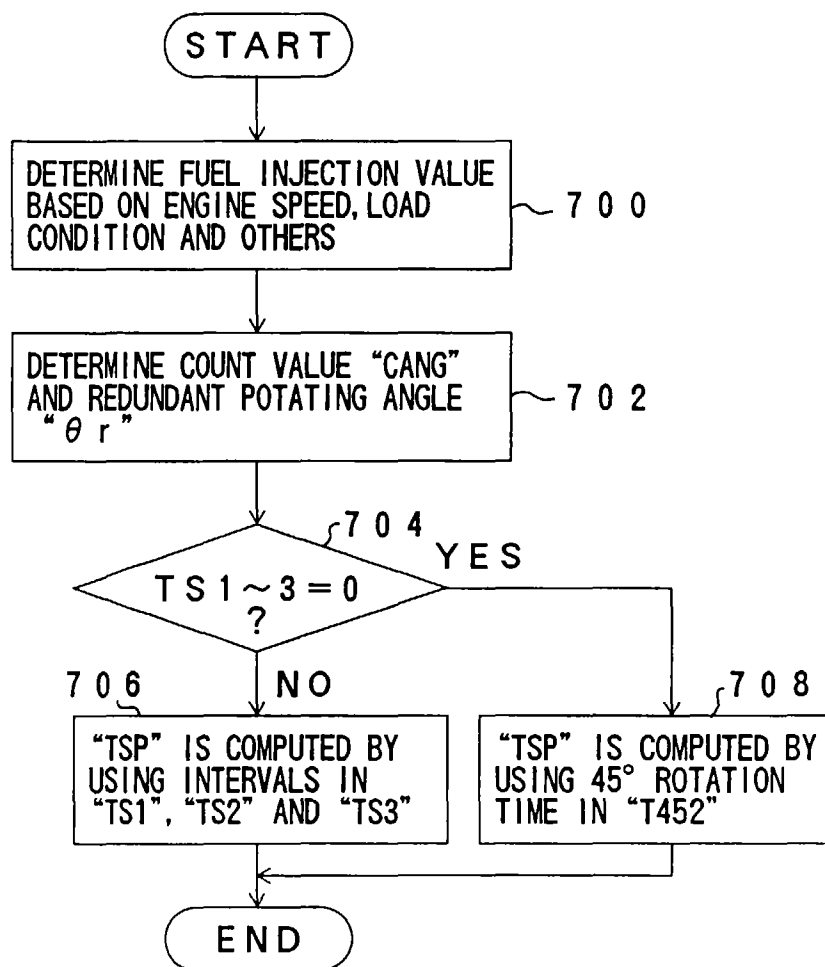 START
DETERMINE FUEL INJECTION VALUE
BASED ON ENGINE SPEED, LOAD
CONDITION AND OTHERS
700
DETERMINE COUNT VALUE “CANG”
AND REDUNDANT POTATING ANGLE
“θ r”
702
704
TS1~3=0
?
YES
NO
706
“TSP” IS COMPUTED BY
USING INTERVALS IN
“TS1”, “TS2” AND “TS3”
708
“TSP” IS COMPUTED BY
USING 45° ROTATION
TIME IN “T452”
END